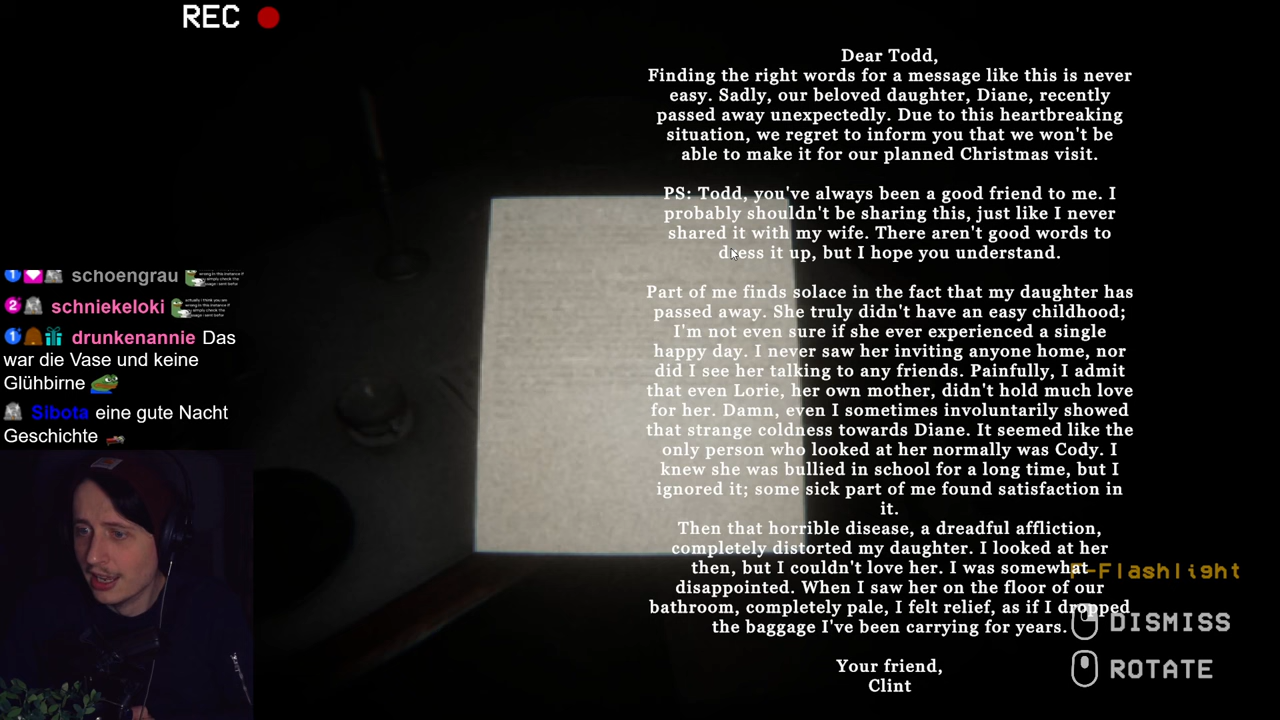 REC
Dear Todd,
Finding the right words for a message like this is never
easy. Sadly, our beloved daughter, Diane, recently
passed away unexpectedly. Due to this heartbreaking
situation, we regret to inform you that we won't be
able to make it for our planned Christmas visit.
PS: Todd, you've always been a good friend to me. I
probably shouldn't be sharing this, just like I never
shared it with my wife. There aren't good words to
dress it up, but I hope you understand.
Part of me finds solace in the fact that my daughter has
passed away. She truly didn't have an easy childhood;
I'm not even sure if she ever experienced a single
happy day. I never saw her inviting anyone home, nor
did I see her talking to any friends. Painfully, I admit
that even Lorie, her own mother, didn't hold much love
for her. Damn, even I sometimes involuntarily showed
that strange coldness towards Diane. It seemed like the
only person who looked at her normally was Cody. I
knew she was bullied in school for a long time, but I
ignored it; some sick part of me found satisfaction in
it.
Then that horrible disease, a dreadful affliction,
completely distorted my daughter. I looked at her
then, but I couldn't love her. I was somewhat
disappointed. When I saw her on the floor of our
bathroom, completely pale, I felt relief, as if I dropped
the baggage I've been carrying for years.
Your friend,
Clint
F-Flashlight
DISMISS
ROTATE
1 schoengrau
2 schniekeloki
1 drunkenannie Das
war die Vase und keine
Glühbirne
Sibota eine gute Nacht
Geschichte